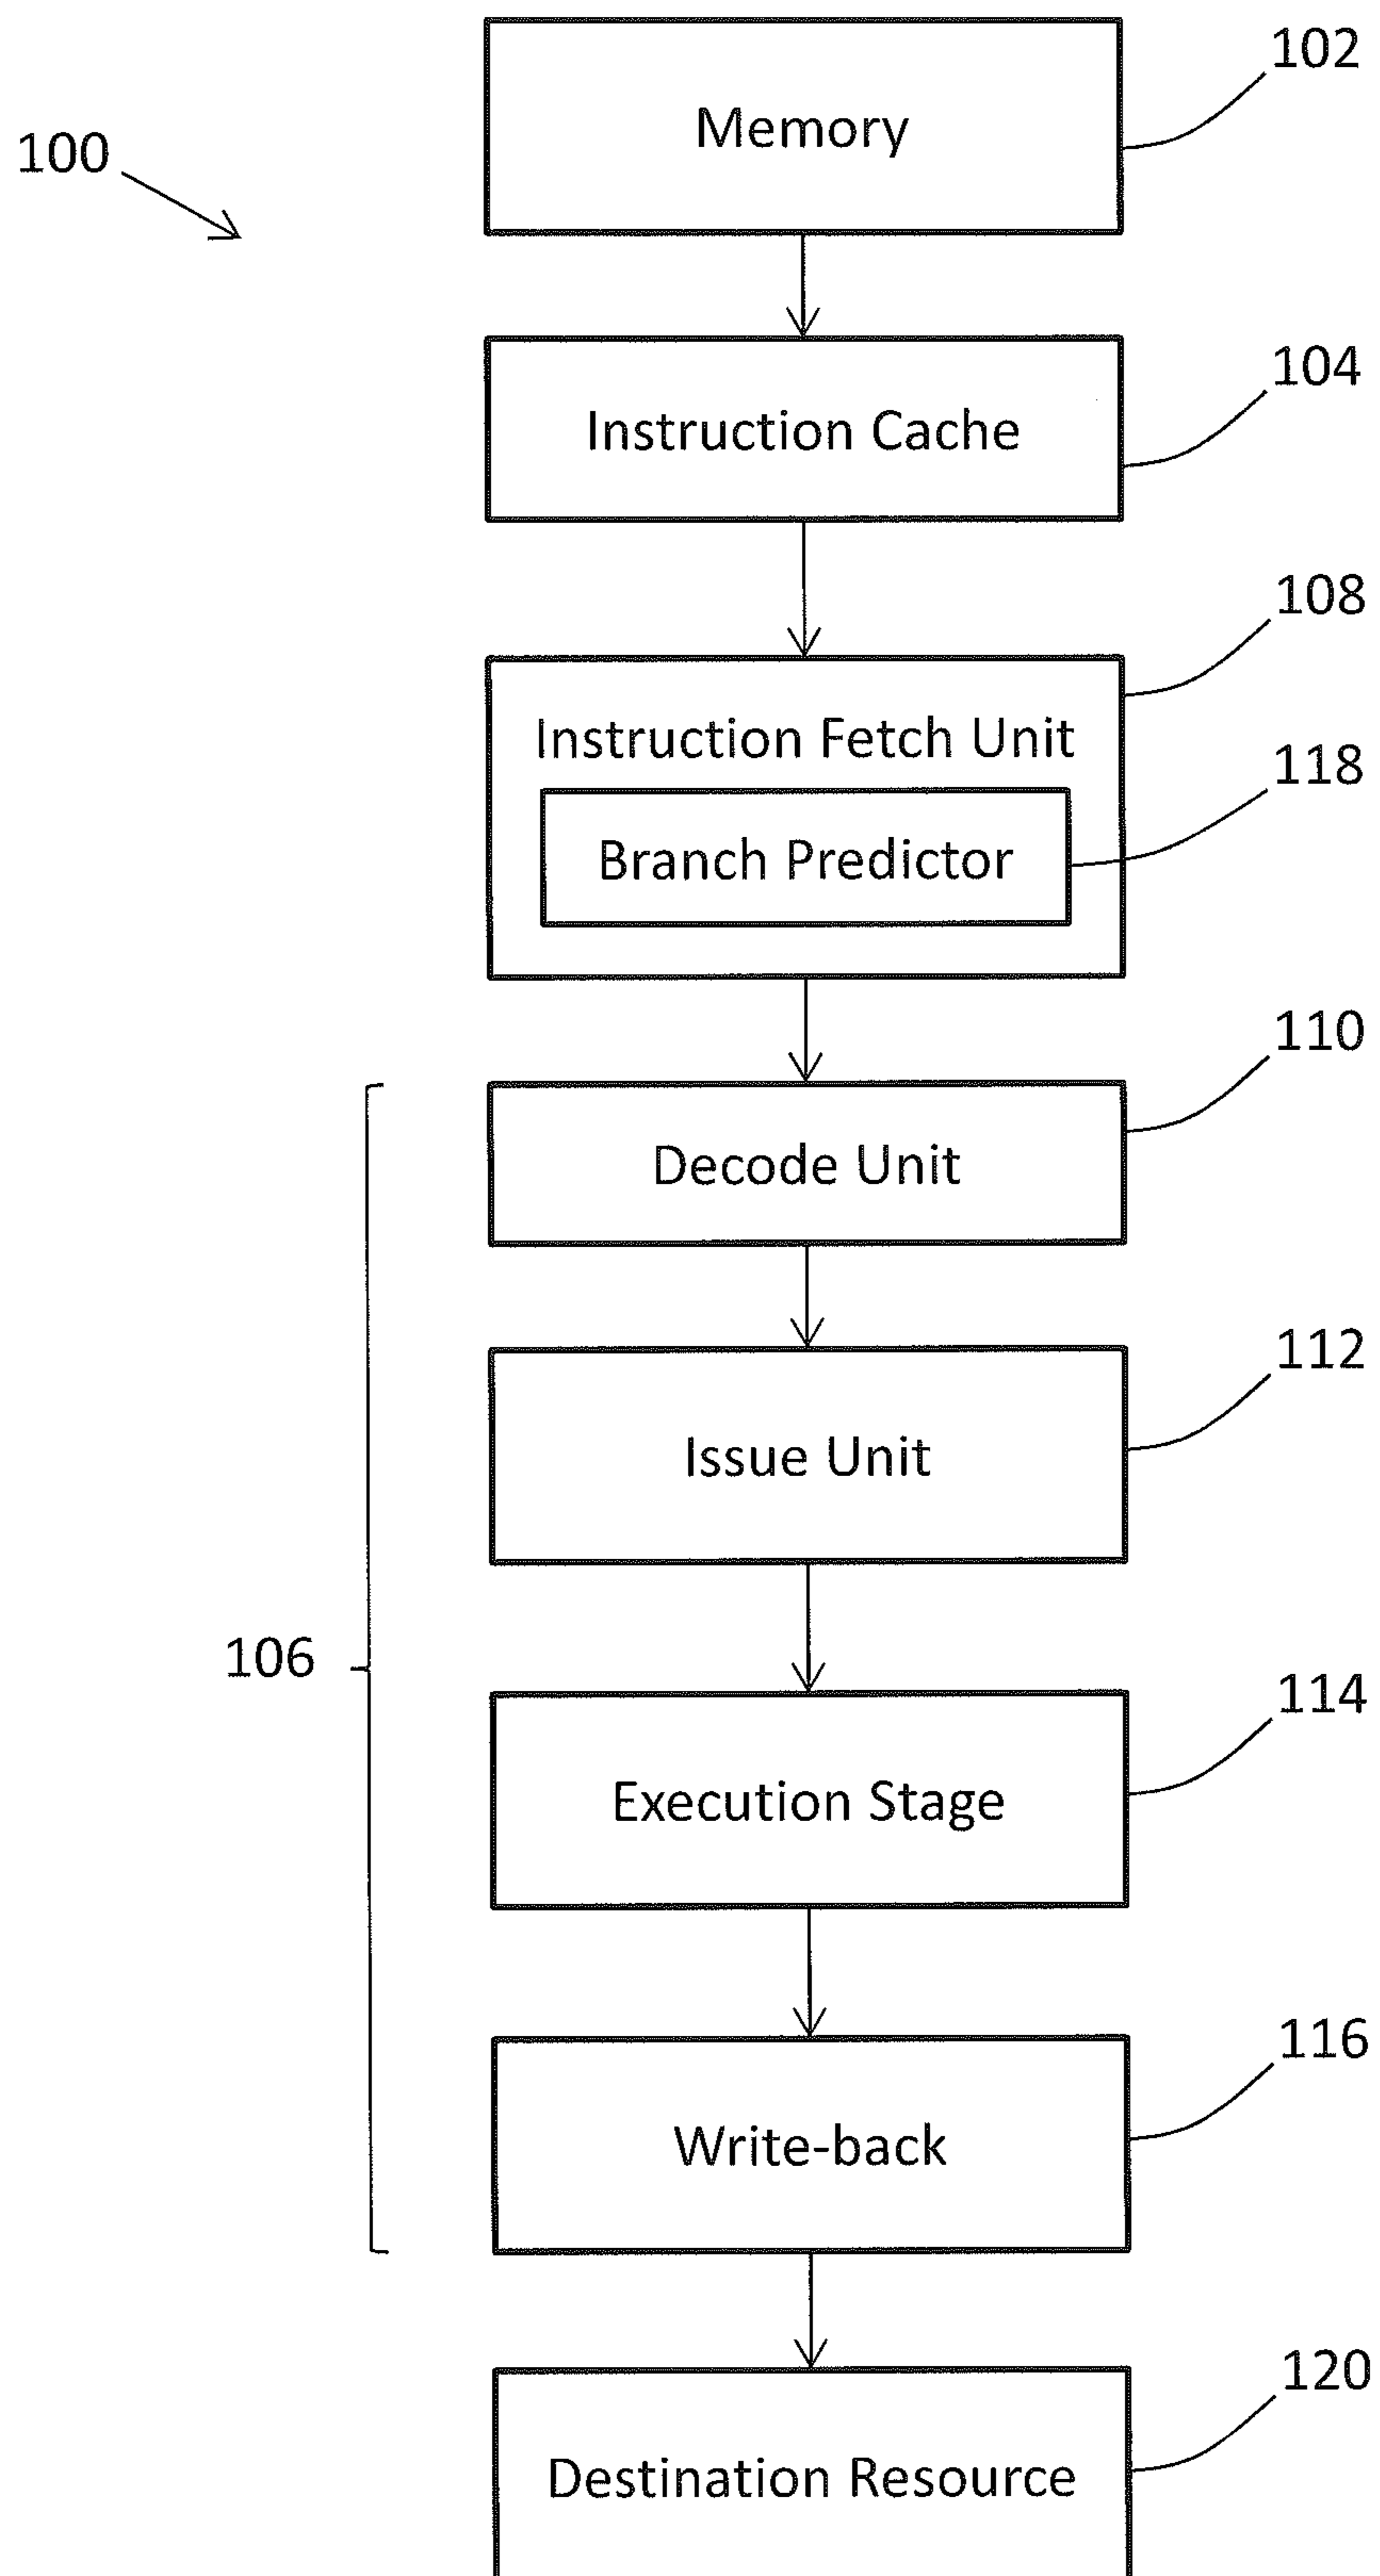 102
Memory
100
104
Instruction Cache
108
Instruction Fetch Unit
118
Branch Predictor
110
Decode Unit
112
Issue Unit
106
114
Execution Stage
116
Write-back
120
Destination Resource